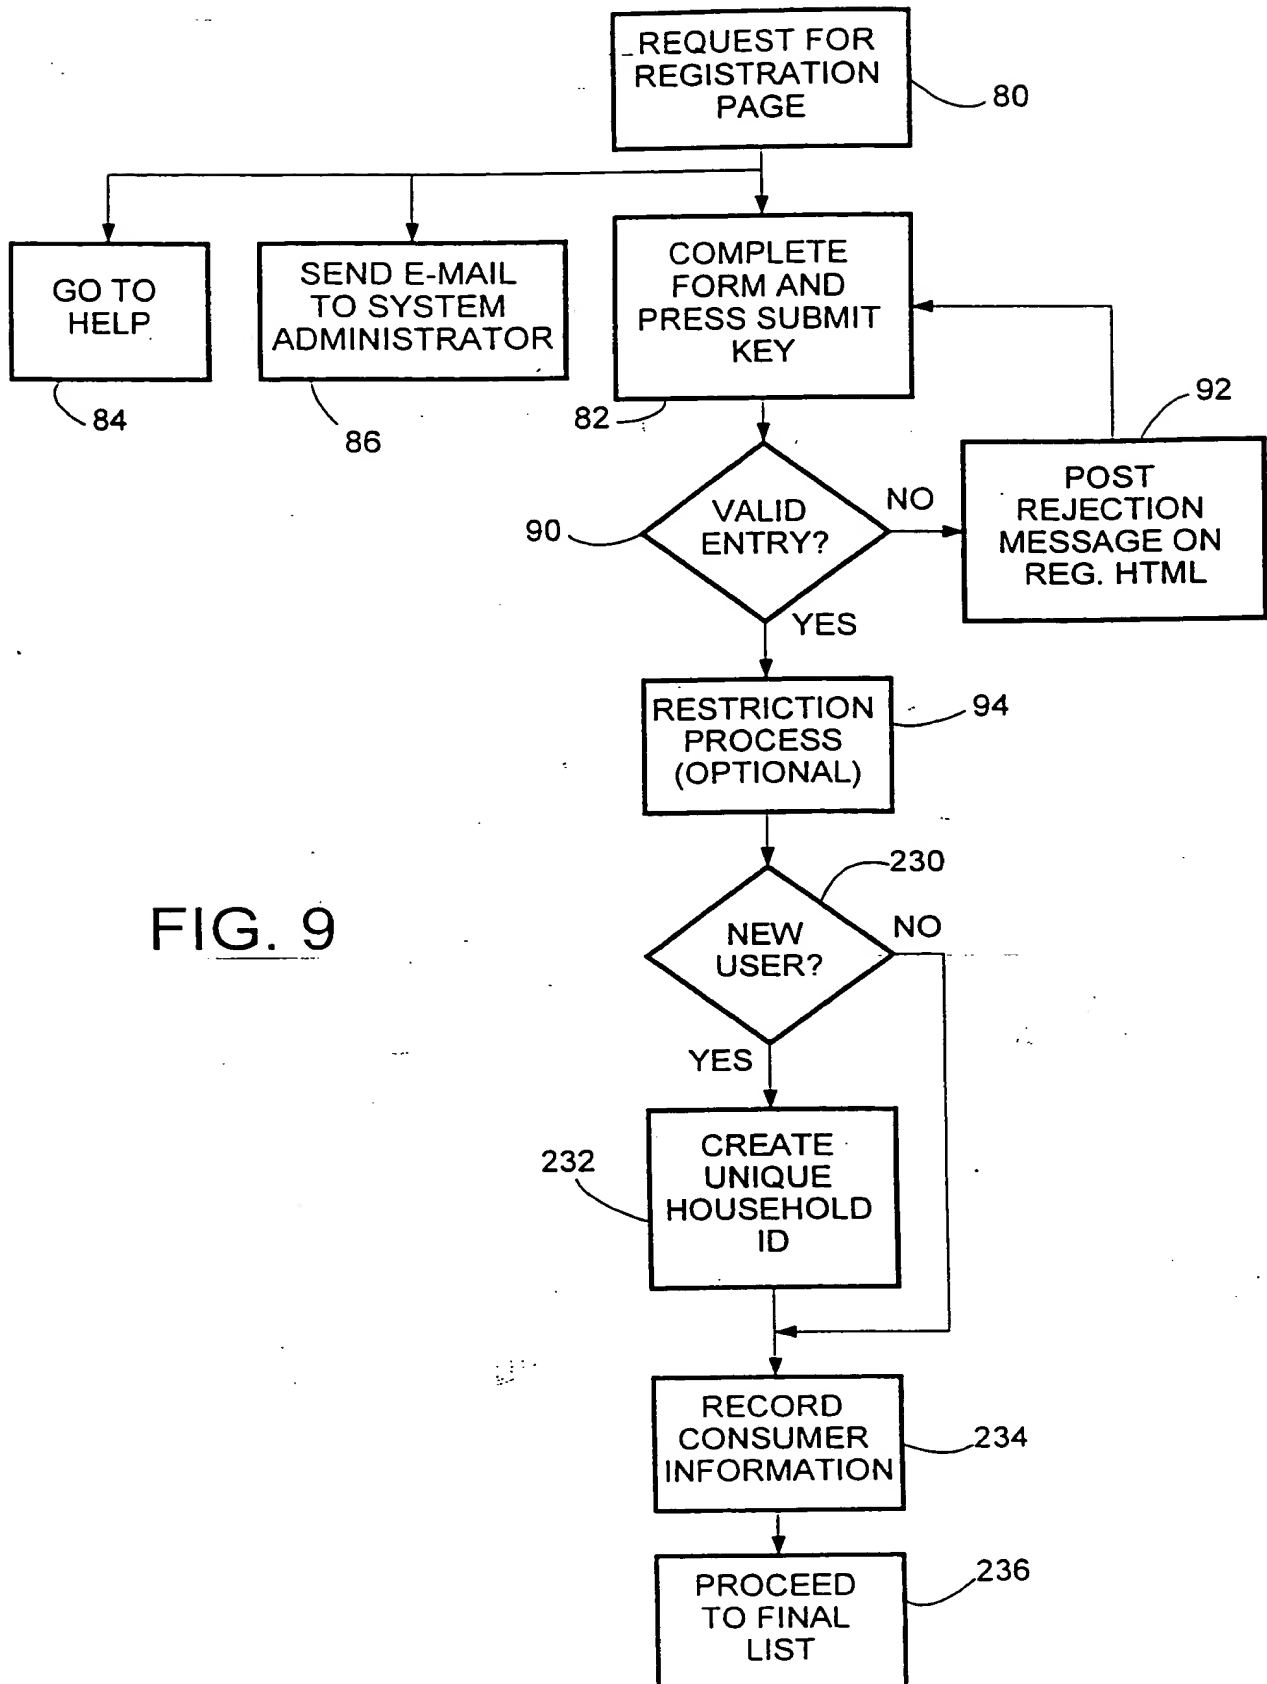 REQUEST FOR
REGISTRATION
PAGE
80
GO TO
HELP
84
SEND E-MAIL
TO SYSTEM
ADMINISTRATOR
86
COMPLETE
FORM AND
PRESS SUBMIT
KEY
82
92
POST
REJECTION
MESSAGE ON
REG. HTML
90
VALID
ENTRY?
NO
YES
RESTRICTION
PROCESS
(OPTIONAL)
94
230
NEW
USER?
NO
YES
FIG. 9
232
CREATE
UNIQUE
HOUSEHOLD
ID
RECORD
CONSUMER
INFORMATION
234
PROCEED
TO FINAL
LIST
236